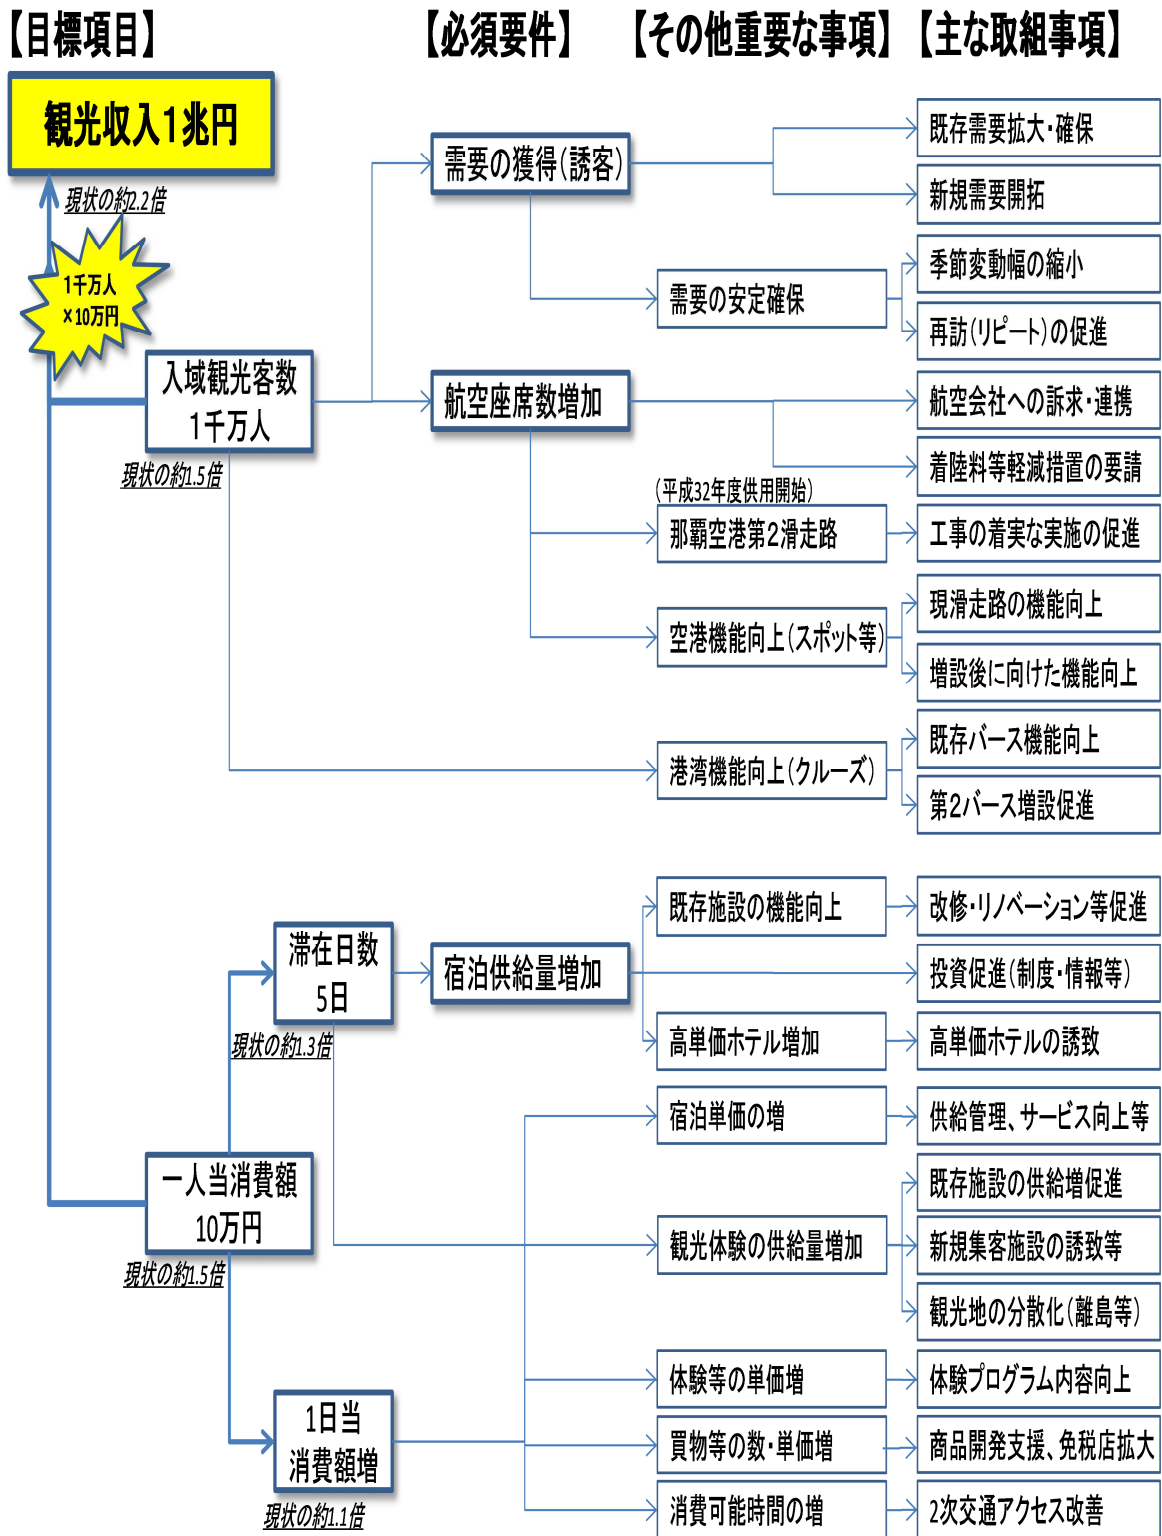 【目標項目】
【必須要件】
【その他重要な事項】
【主な取組事項】
観光収入1兆円
現状の約2.2倍
1千万人
×10万円
入域観光客数
1千万人
現状の約1.5倍
需要の獲得(誘客)
既存需要拡大・確保
新規需要開拓
需要の安定確保
季節変動幅の縮小
再訪(リピート)の促進
航空座席数増加
航空会社への訴求・連携
着陸料等軽減措置の要請
(平成32年度供用開始)
那覇空港第2滑走路
工事の着実な実施の促進
空港機能向上(スポット等)
現滑走路の機能向上
増設後に向けた機能向上
港湾機能向上(クルーズ)
既存バース機能向上
第2バース増設促進
一人当消費額
10万円
現状の約1.5倍
滞在日数
5日
現状の約1.3倍
宿泊供給量増加
既存施設の機能向上
改修・リノベーション等促進
投資促進(制度・情報等)
高単価ホテル増加
高単価ホテルの誘致
宿泊単価の増
供給管理、サービス向上等
観光体験の供給量増加
既存施設の供給増促進
新規集客施設の誘致等
観光地の分散化(離島等)
1日当
消費額増
現状の約1.1倍
体験等の単価増
体験プログラム内容向上
買物等の数・単価増
商品開発支援、免税店拡大
消費可能時間の増
2次交通アクセス改善